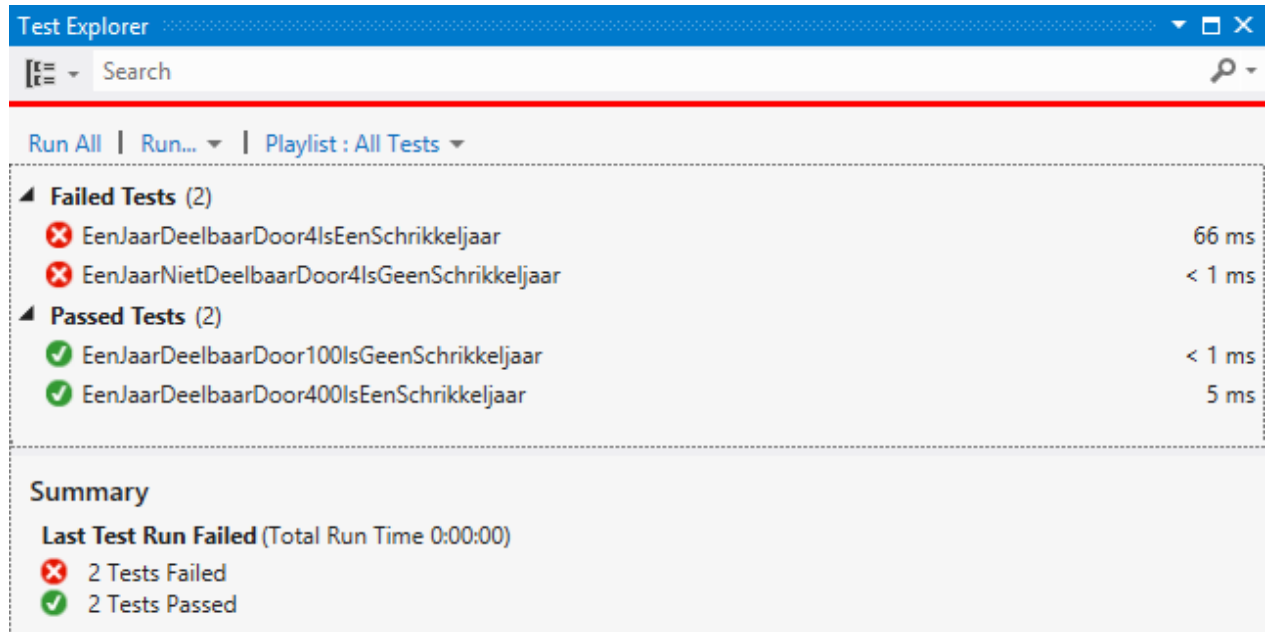 Test Explorer
Search
Run All | Run... | Playlist : All Tests
Failed Tests (2)
EenJaarDeelbaarDoor4IsEenSchrikkeljaar 66 ms
EenJaarNietDeelbaarDoor4IsGeenSchrikkeljaar < 1 ms
Passed Tests (2)
EenJaarDeelbaarDoor100IsGeenSchrikkeljaar < 1 ms
EenJaarDeelbaarDoor400IsEenSchrikkeljaar 5 ms
Summary
Last Test Run Failed (Total Run Time 0:00:00)
2 Tests Failed
2 Tests Passed